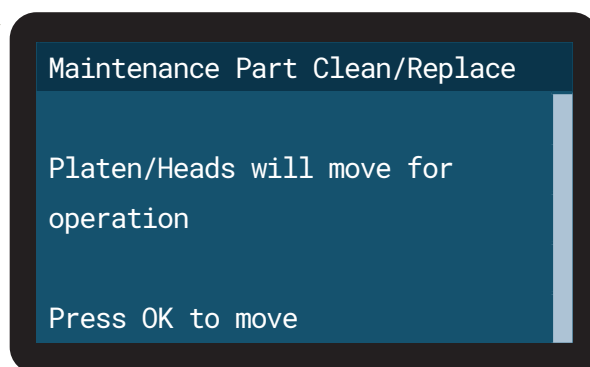 Maintenance Part Clean/Replace
Platen/Heads will move for
operation
Press OK to move